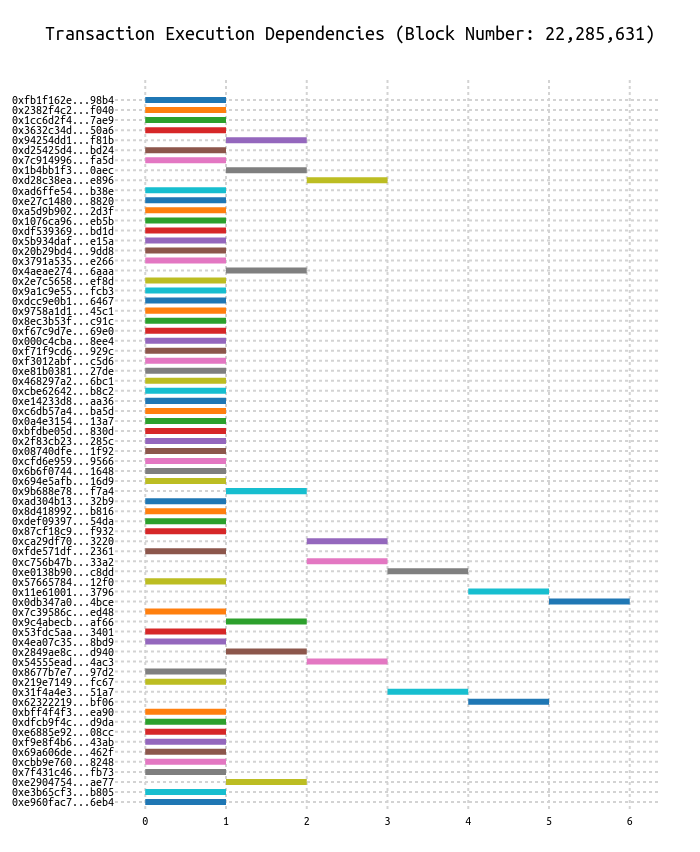 Transaction Execution Dependencies (Block Number: 22,285,631)
0xfb1f162e...98b4
0x2382f4c2...f040
0x1cc6d2f4...7ae9
0x3632c34d...50a6
0x94254dd1...f81b
0xd25425d4...bd24
0x7c914996...fa5d
0x1b4bb1f3...0aec
0xd28c38ea...e896
0xad6ffe54...b38e
0xe27c1480...8820
0xa5d9b902...2d3f
0x1076ca96...eb5b
0xdf539369...bd1d
0x5b934daf...e15a
0x20b29bd4...9dd8
0x3791a535...e266
0x4aeae274...6aaa
0x2e7c5658...ef8d
0x9a1c9e55...fcb3
0xdcc9e0b1...6467
0x9758a1d1...45c1
0x8ec3b53f...c91c
0xf67c9d7e...69e0
0x000c4cba...8ee4
0xf71f9cd6...929c
0xf3012abf...c5d6
0xe81b0381...27de
0x468297a2...6bc1
0xcbe62642...b8c2
0xe14233d8...aa36
0xc6db57a4...ba5d
0x0a4e3154...13a7
0xbfdbe05d...830d
0x2f83cb23...285c
0x08740dfe...1f92
0xcfd6e959...9566
0x6b6f0744...1648
0x694e5afb...16d9
0x9b688e78...f7a4
0xad304b13...32b9
0x8d418992...b816
0xdef09397...54da
0x87cf18c9...f932
0xca29df70...3220
0xfde571df...2361
0xc756b47b...33a2
0xe0138b90...c8dd
0x57665784...12f0
0x11e61001...3796
0x0db347a0...4bce
0x7c39586c...ed48
0x9c4abecb...af66
0x53fdc5aa...3401
0x4ea07c35...8bd9
0x2849ae8c...d940
0x54555ead...4ac3
0x8677b7e7...97d2
0x219e7149...fc67
0x31f4a4e3...51a7
0x62322219...bf06
0xbff4f4f3...ea90
0xdfcb9f4c...d9da
0xe6885e92...08cc
0xf9e8f4b6...43ab
0x69a606de...462f
0xcbb9e760...8248
0x7f431c46...fb73
0xe2904754...ae77
0xe3b65cf3...b805
0xe960fac7...6eb4
0 1 2 3 4 5 6